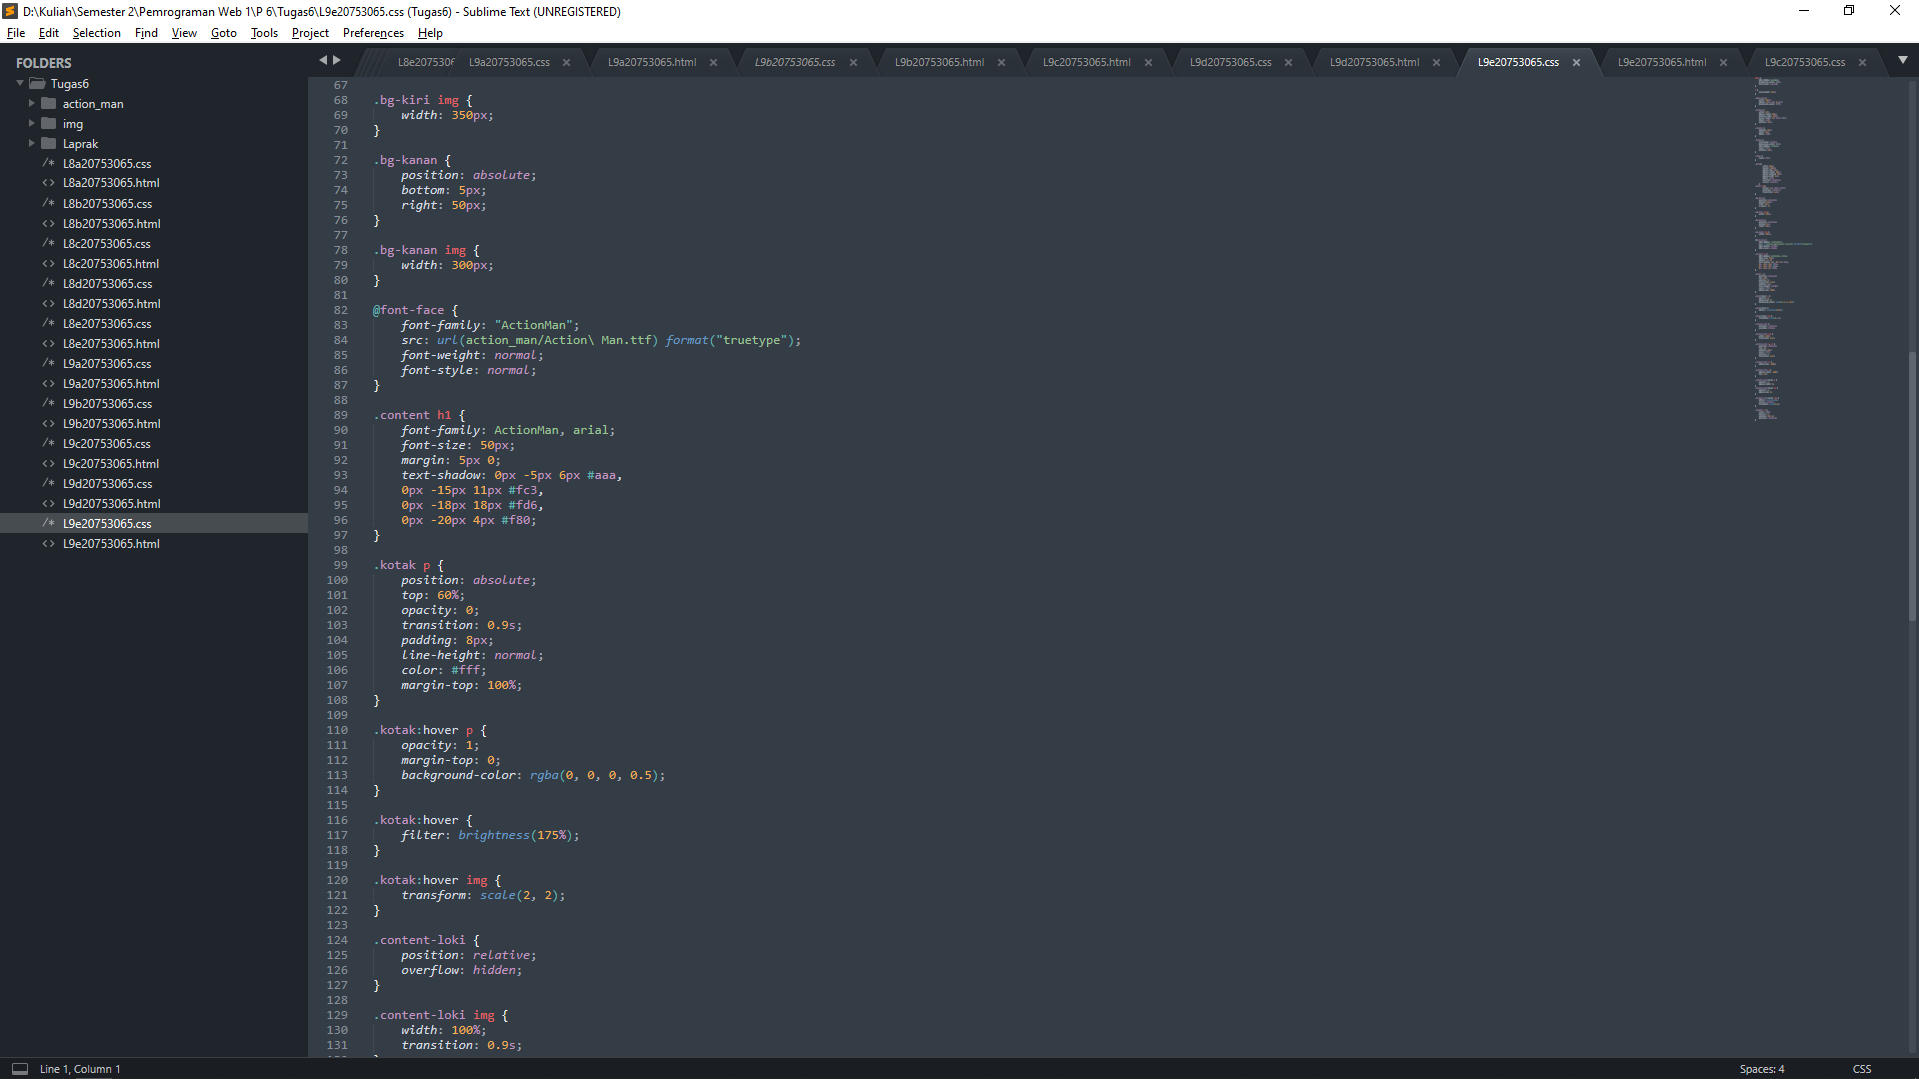 D:\Kuliah\Semester 2\Pemrograman Web 1\P 6\Tugas6\L9e20753065.css (Tugas6) - Sublime Text (UNREGISTERED)
File Edit Selection Find View Goto Tools Project Preferences Help
FOLDERS
Tugas6
action_man
img
Laprak
/* L8a20753065.css
<> L8a20753065.html
/* L8b20753065.css
<> L8b20753065.html
/* L8c20753065.css
<> L8c20753065.html
/* L8d20753065.css
<> L8d20753065.html
/* L8e20753065.css
<> L8e20753065.html
/* L9a20753065.css
<> L9a20753065.html
/* L9b20753065.css
<> L9b20753065.html
/* L9c20753065.css
<> L9c20753065.html
/* L9d20753065.css
<> L9d20753065.html
/* L9e20753065.css
<> L9e20753065.html
L8e2075306 L9a20753065.css L9a20753065.html L9b20753065.css L9b20753065.html L9c20753065.html L9d20753065.css L9d20753065.html L9e20753065.css L9e20753065.html L9c20753065.css
67
68 .bg-kiri img {
69 width: 350px;
70 }
71
72 .bg-kanan {
73 position: absolute;
74 bottom: 5px;
75 right: 50px;
76 }
77
78 .bg-kanan img {
79 width: 300px;
80 }
81
82 @font-face {
83 font-family: "ActionMan";
84 src: url(action_man/Action\ Man.ttf) format("truetype");
85 font-weight: normal;
86 font-style: normal;
87 }
88
89 .content h1 {
90 font-family: ActionMan, arial;
91 font-size: 50px;
92 margin: 5px 0;
93 text-shadow: 0px -5px 6px #aaa,
94 0px -15px 11px #fc3,
95 0px -18px 18px #fd6,
96 0px -20px 4px #f80;
97 }
98
99 .kotak p {
100 position: absolute;
101 top: 60%;
102 opacity: 0;
103 transition: 0.9s;
104 padding: 8px;
105 line-height: normal;
106 color: #fff;
107 margin-top: 100%;
108 }
109
110 .kotak:hover p {
111 opacity: 1;
112 margin-top: 0;
113 background-color: rgba(0, 0, 0, 0.5);
114 }
115
116 .kotak:hover {
117 filter: brightness(175%);
118 }
119
120 .kotak:hover img {
121 transform: scale(2, 2);
122 }
123
124 .content-loki {
125 position: relative;
126 overflow: hidden;
127 }
128
129 .content-loki img {
130 width: 100%;
131 transition: 0.9s;
Line 1, Column 1
Spaces: 4
CSS